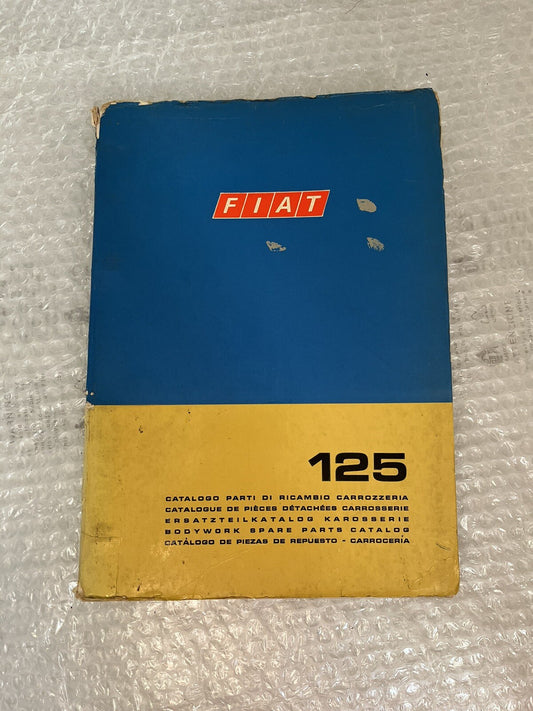 FIAT
125
CATALOGO PARTI DI RICAMBIO CARROZZERIA
CATALOGUE DE PIÈCES DÉTACHÉES CARROSSERIE
ERSATZTEILKATALOG KAROSSERIE
BODYWORK SPARE PARTS CATALOG
CATÁLOGO DE PIEZAS DE REPUESTO - CARROCERÍA